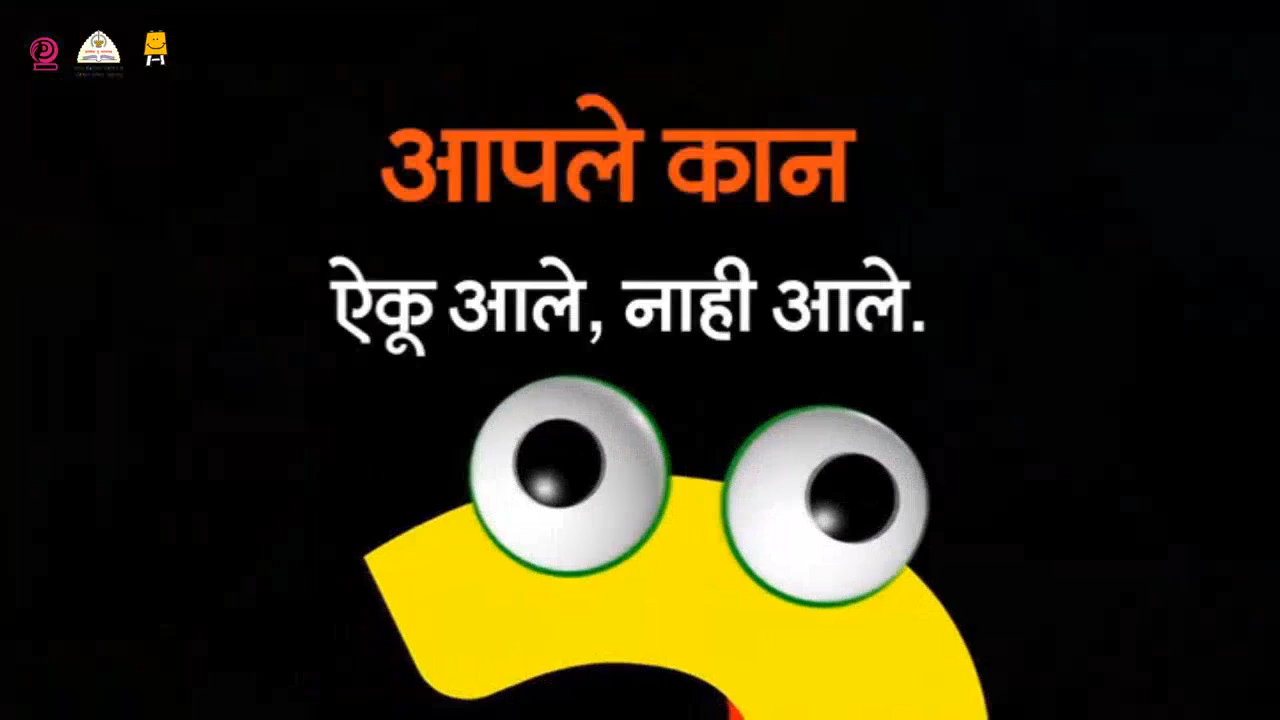 आपले कान
ऐकू आले, नाही आले.